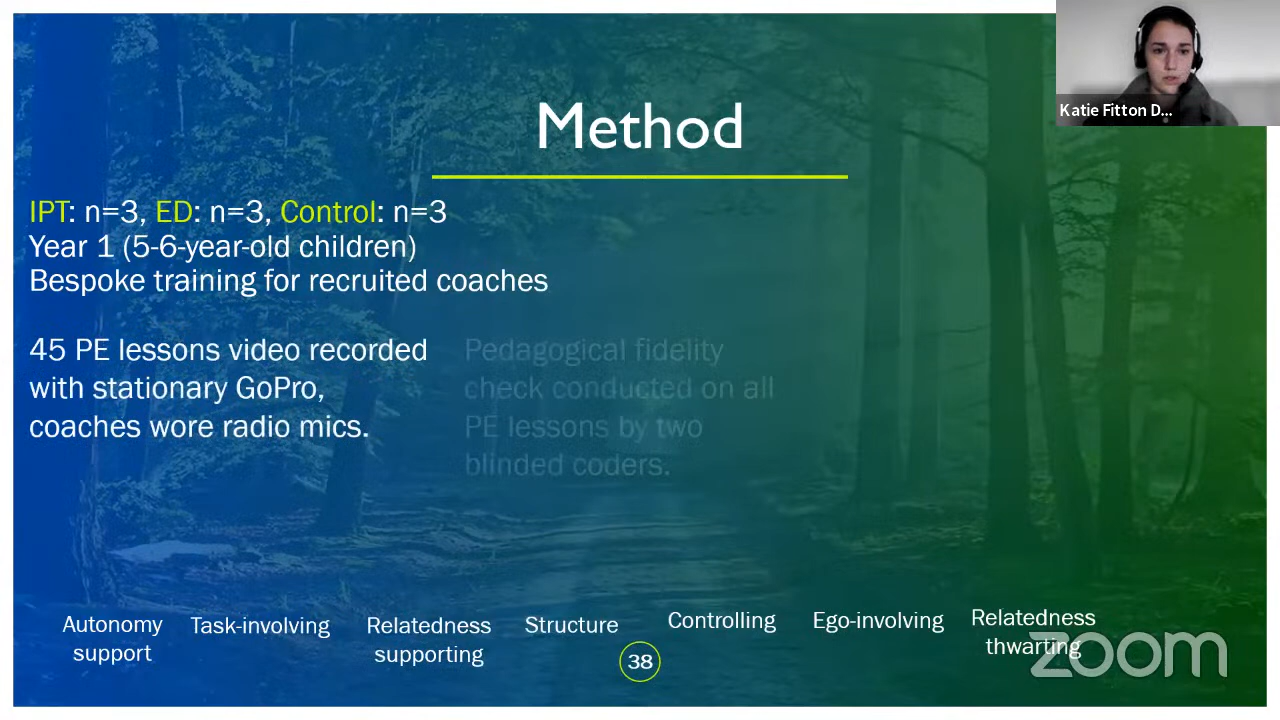 Katie Fitton D...
Method
IPT: n=3, ED: n=3, Control: n=3
Year 1 (5-6-year-old children)
Bespoke training for recruited coaches
45 PE lessons video recorded
with stationary GoPro,
coaches wore radio mics.
Pedagogical fidelity
check conducted on all
PE lessons by two
blinded coders.
Autonomy
support
Task-involving
Relatedness
supporting
Structure
Controlling
Ego-involving
Relatedness
thwarting
38
zoom